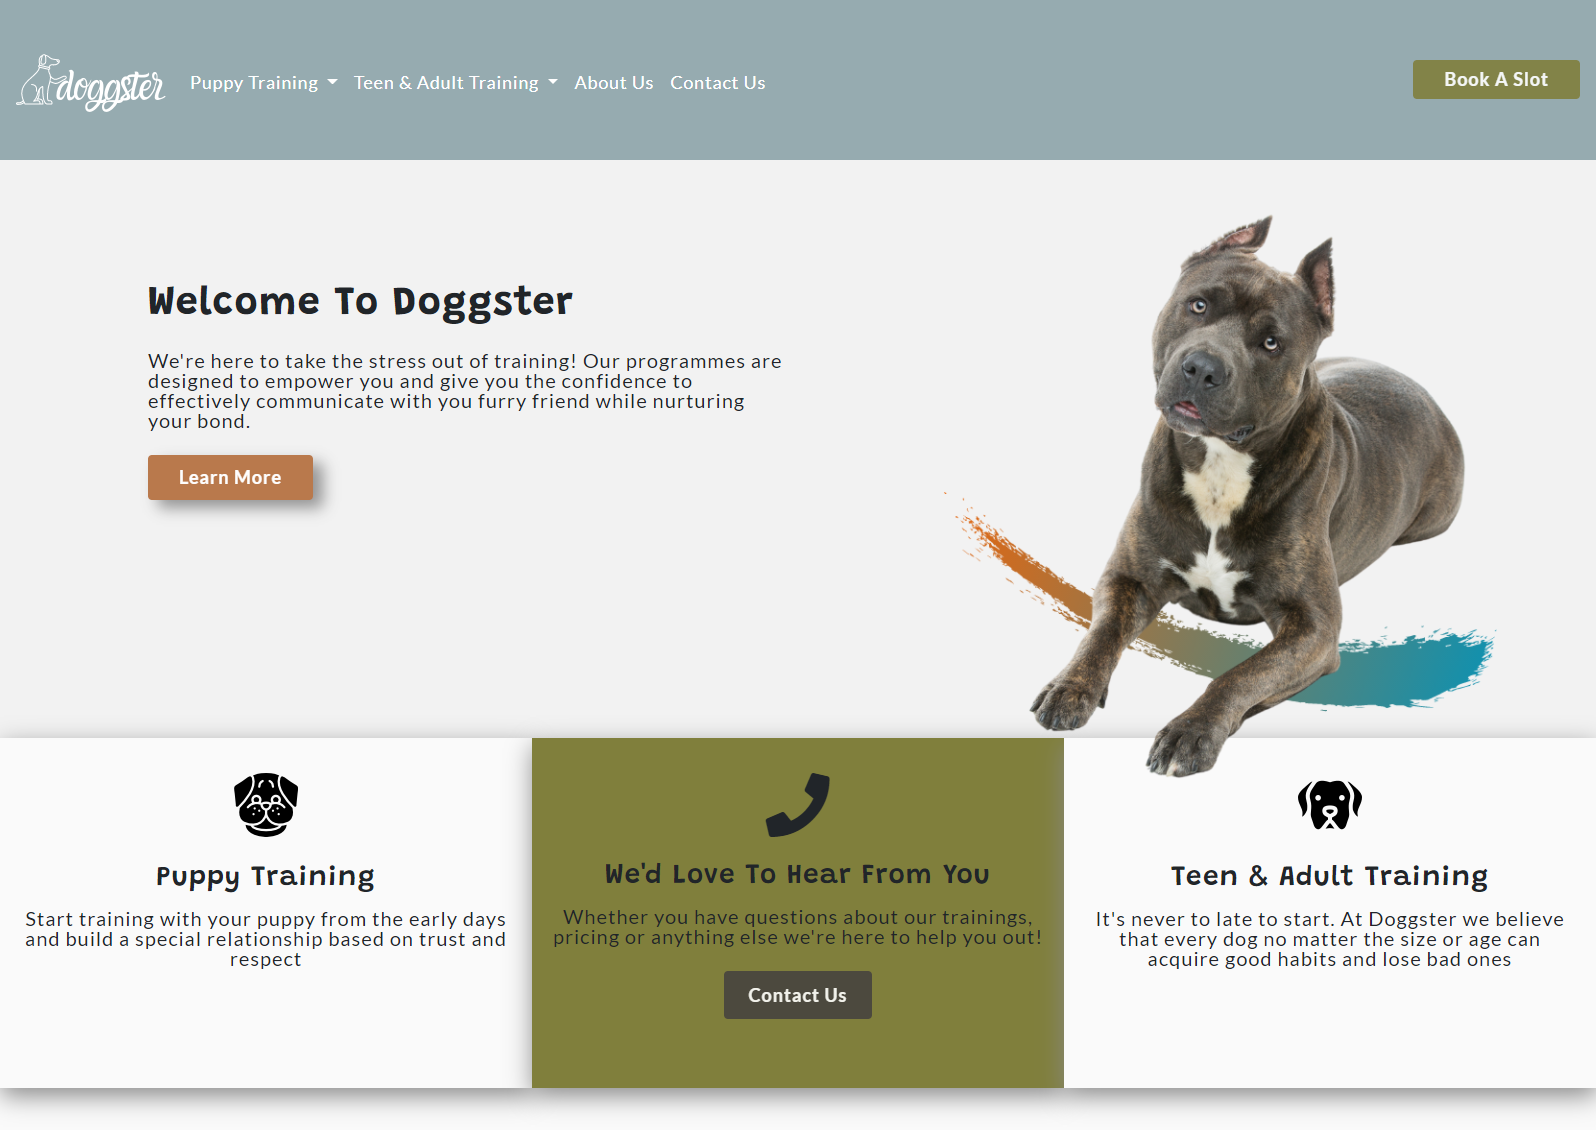 doggster
Puppy Training
Teen & Adult Training
About Us
Contact Us
Book A Slot
Welcome To Doggster
We're here to take the stress out of training! Our programmes are
designed to empower you and give you the confidence to
effectively communicate with you furry friend while nurturing
your bond.
Learn More
Puppy Training
Start training with your puppy from the early days
and build a special relationship based on trust and
respect
We'd Love To Hear From You
Whether you have questions about our trainings,
pricing or anything else we're here to help you out!
Contact Us
Teen & Adult Training
It's never to late to start. At Doggster we believe
that every dog no matter the size or age can
acquire good habits and lose bad ones